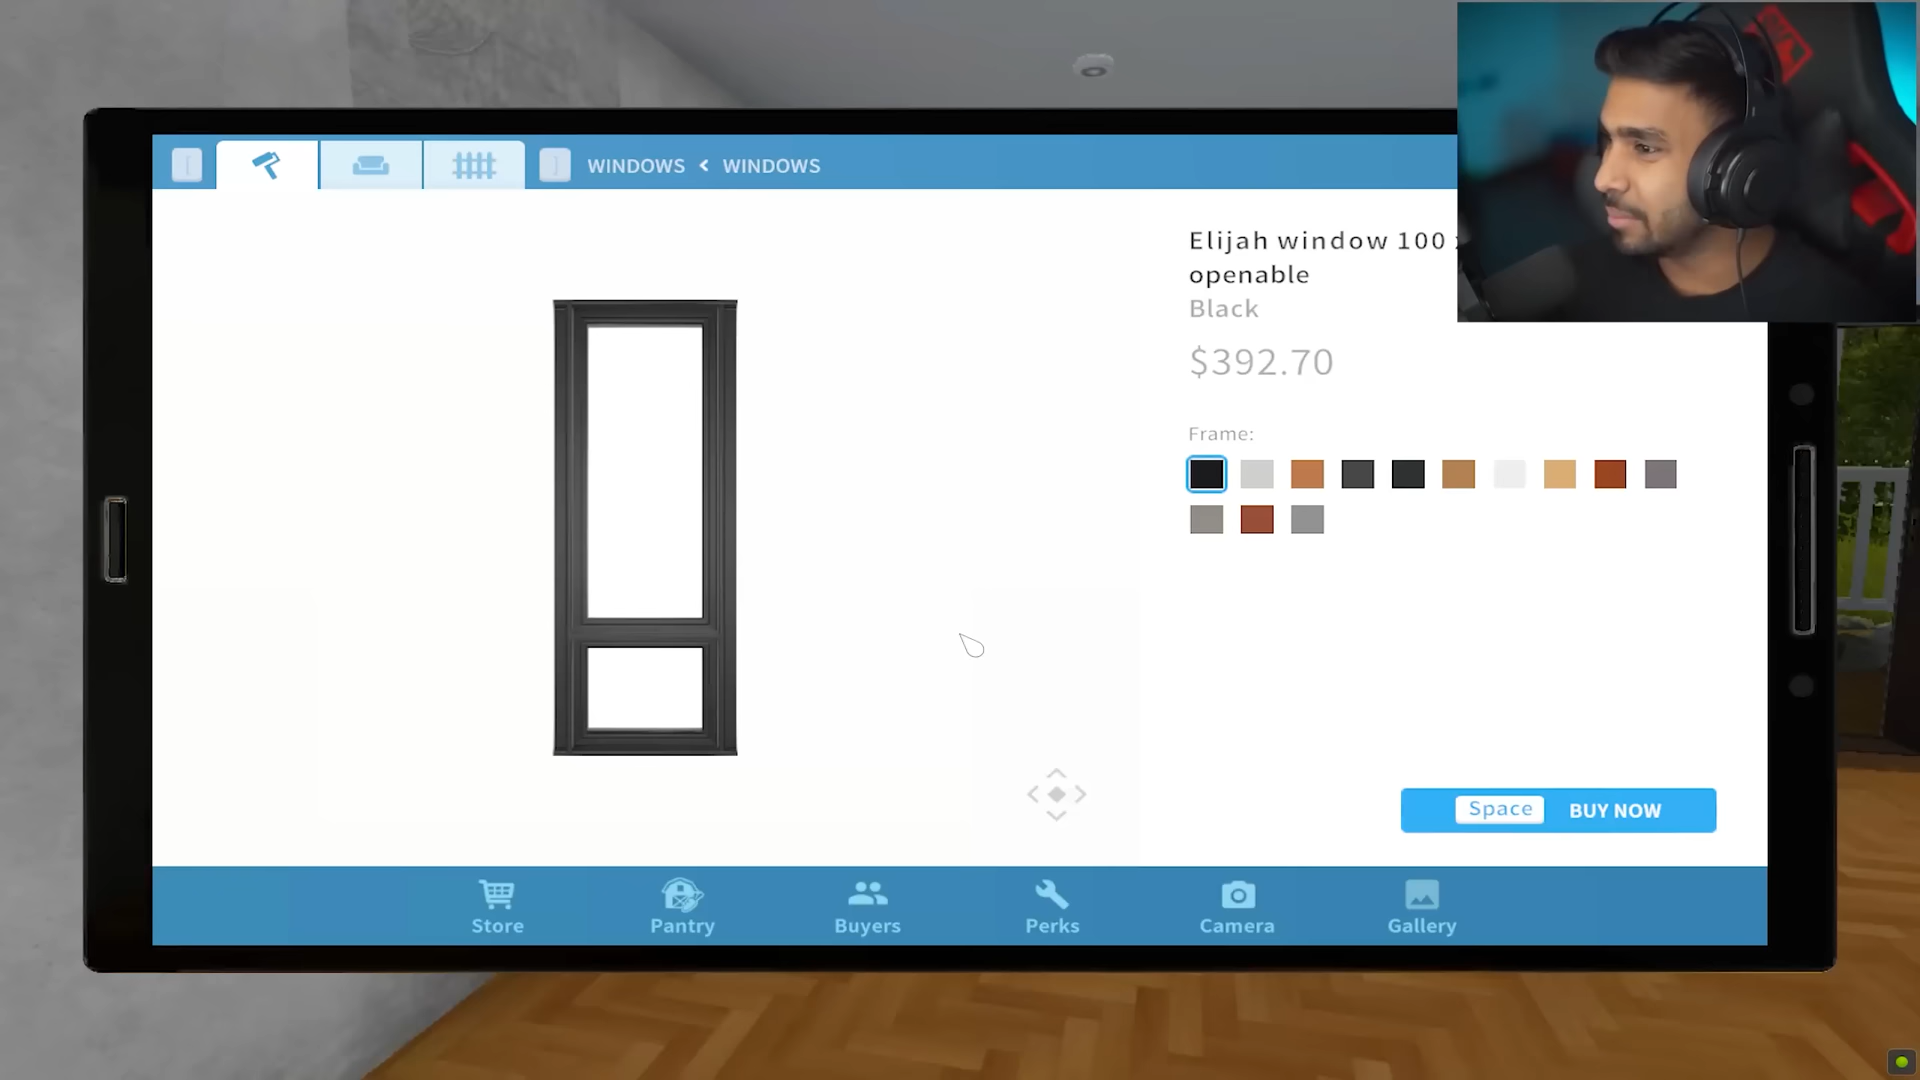 [ ] WINDOWS < WINDOWS
Elijah window 100
openable
Black
$392.70
Frame:
Space BUY NOW
Store Pantry Buyers Perks Camera Gallery